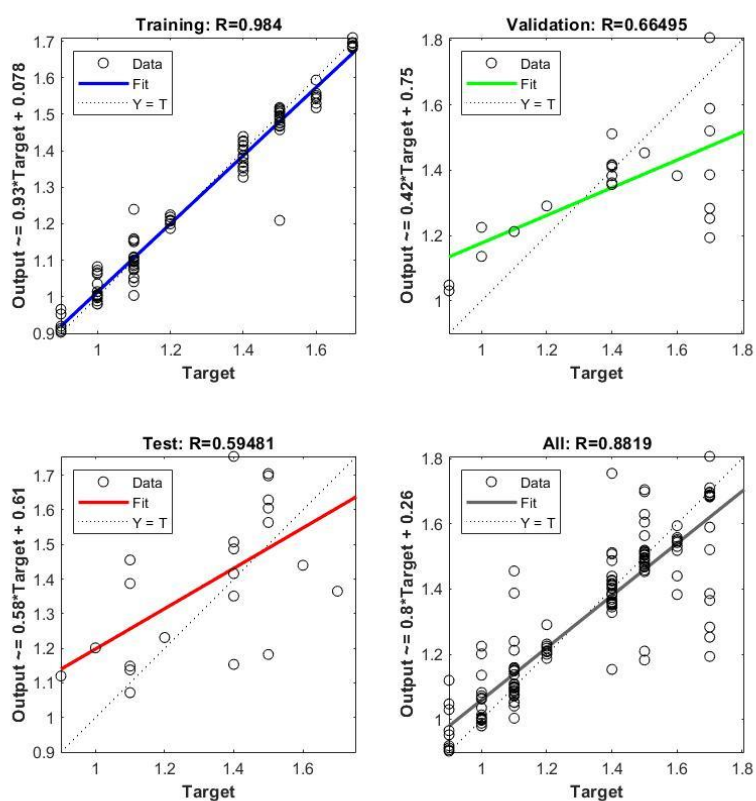 Training: R=0.984
Output ~= 0.93*Target + 0.078
1.7
1.6
1.5
1.4
1.3
1.2
1.1
1
0.9
Data
Fit
Y = T
1
1.2
1.4
1.6
Target
Validation: R=0.66495
Output ~= 0.42*Target + 0.75
1.8
1.6
1.4
1.2
1
Data
Fit
Y = T
1
1.2
1.4
1.6
1.8
Target
Test: R=0.59481
Output ~= 0.58*Target + 0.61
1.7
1.6
1.5
1.4
1.3
1.2
1.1
1
0.9
Data
Fit
Y = T
1
1.2
1.4
1.6
Target
All: R=0.8819
Output ~= 0.8*Target + 0.26
1.8
1.6
1.4
1.2
1
Data
Fit
Y = T
1
1.2
1.4
1.6
1.8
Target